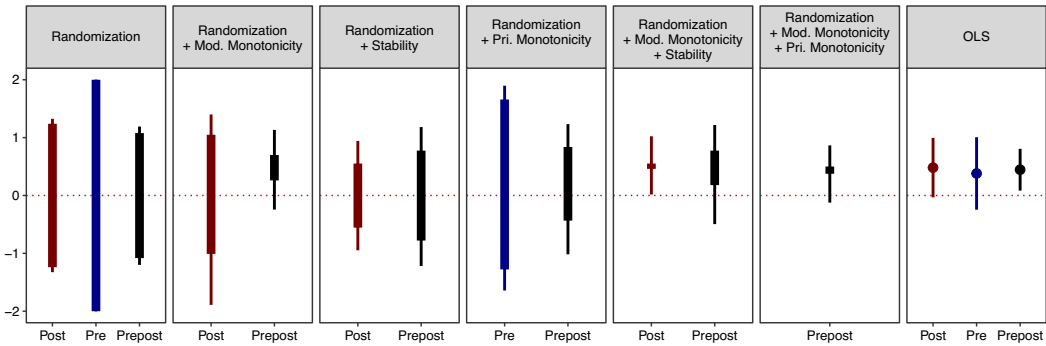 Randomization
Randomization
+ Mod. Monotonicity
Randomization
+ Stability
Randomization
+ Pri. Monotonicity
Randomization
+ Mod. Monotonicity
+ Stability
Randomization
+ Mod. Monotonicity
+ Pri. Monotonicity
OLS
2
1
0
−1
−2
Post Pre Prepost
Post Prepost
Post Prepost
Pre Prepost
Post Prepost
Prepost
Post Pre Prepost